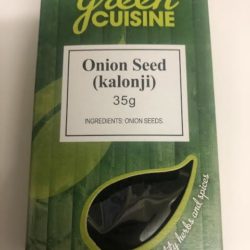 green
CUISINE
Onion Seed
(kalonji)
35g
INGREDIENTS: ONION SEEDS.
herbs and spices